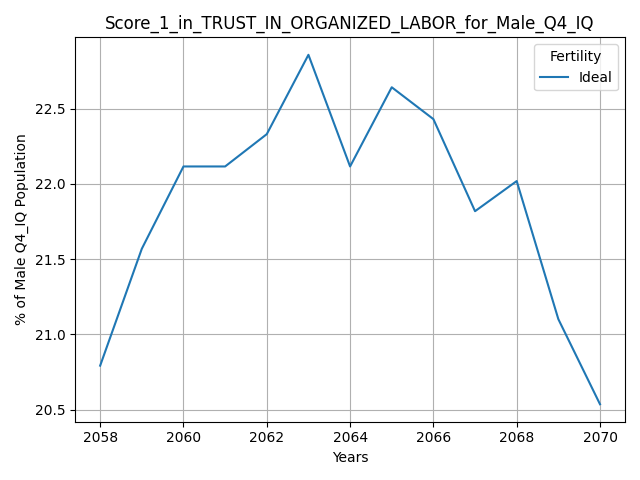 Score_1_in_TRUST_IN_ORGANIZED_LABOR_for_Male_Q4_IQ
Fertility
Ideal
% of Male Q4_IQ Population
22.5
22.0
21.5
21.0
20.5
2058 2060 2062 2064 2066 2068 2070
Years